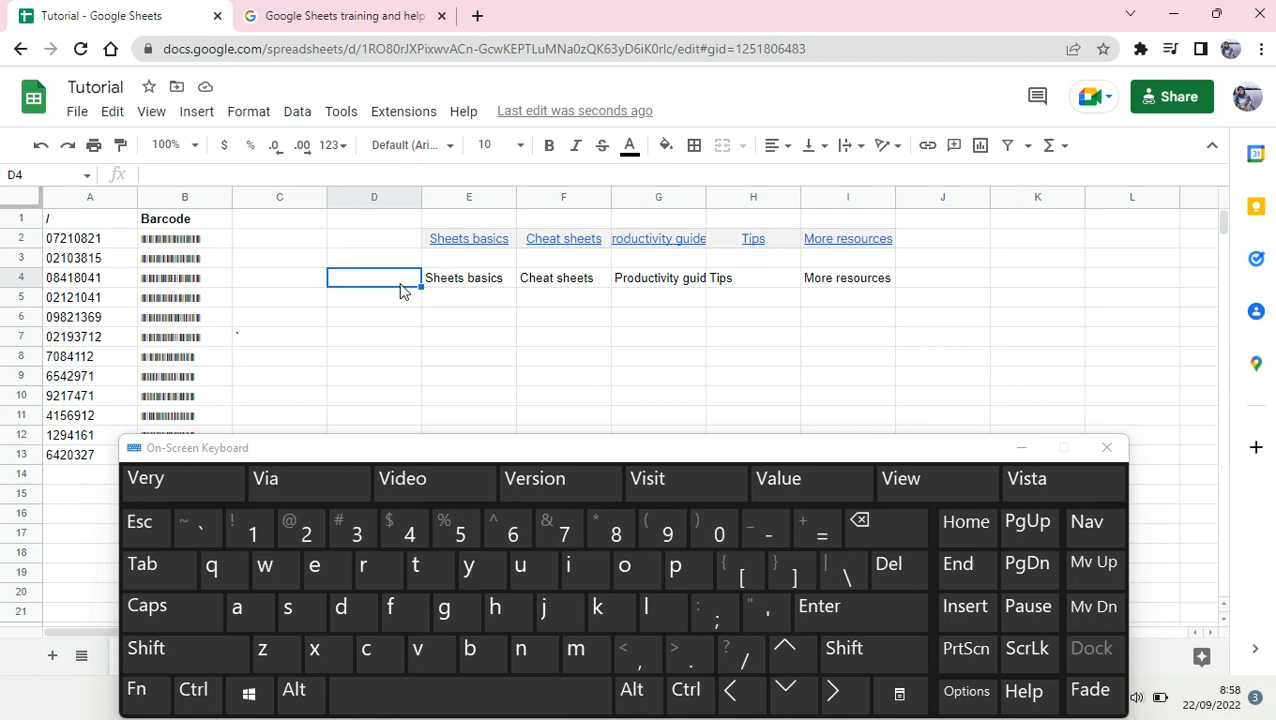 Tutorial - Google Sheets
Google Sheets training and help
docs.google.com/spreadsheets/d/1RO80rJXPixwvACn-GcwKEPTLuMNa0zQK63yD6iK0rlc/edit#gid=1251806483
Tutorial
File Edit View Insert Format Data Tools Extensions Help Last edit was seconds ago
Share
100% $ % .0 .00 123 Default (Ari... 10 B I S A
D4 fx
A B C D E F G H I J K L
1 / Barcode
2 07210821 Sheets basics Cheat sheets roductivity guide Tips More resources
3 02103815
4 08418041 Sheets basics Cheat sheets Productivity guid Tips More resources
5 02121041
6 09821369
7 02193712 `
8 7084112
9 6542971
10 9217471
11 4156912
12 1294161
13 6420327
14
15
16
17
18
19
20
21
On-Screen Keyboard
Very Via Video Version Visit Value View Vista
Esc ~ ` ! 1 @ 2 # 3 $ 4 % 5 ^ 6 & 7 * 8 ( 9 ) 0 _ - + = Home PgUp Nav
Tab q w e r t y u i o p { [ } ] | \ Del End PgDn Mv Up
Caps a s d f g h j k l : ; " ' Enter Insert Pause Mv Dn
Shift z x c v b n m < , > . ? / Shift PrtScn ScrLk Dock
Fn Ctrl Alt Alt Ctrl Options Help Fade
8:58
22/09/2022 3